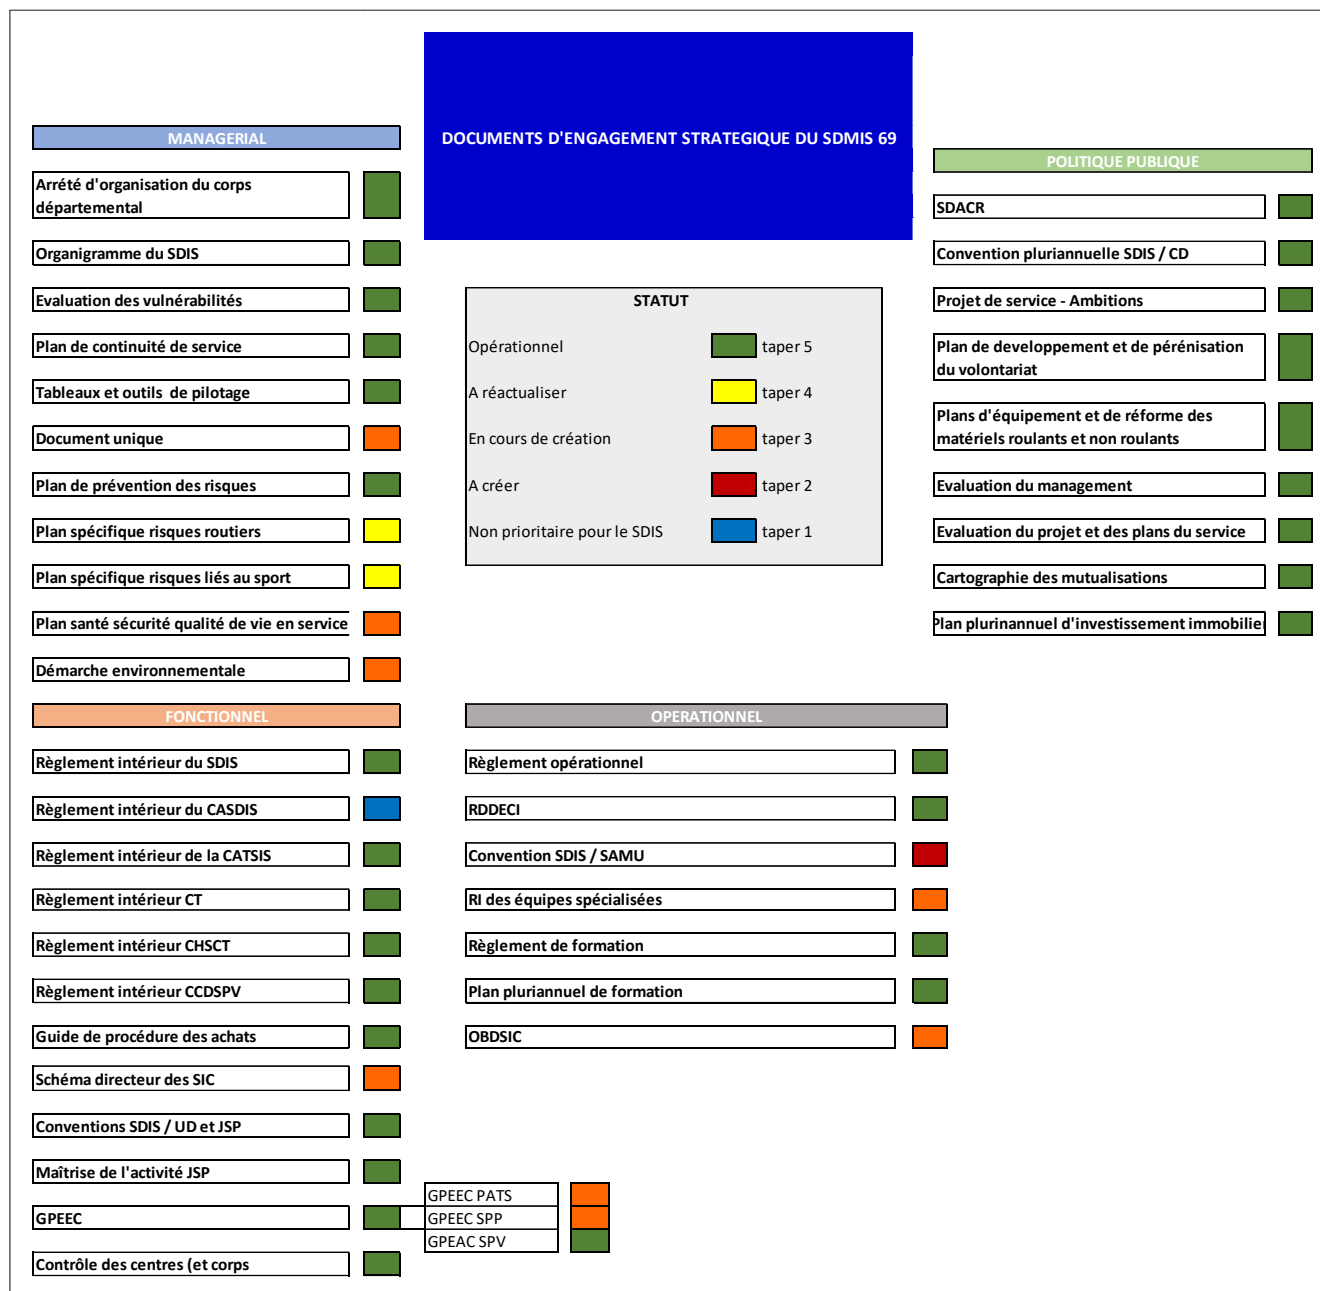 DOCUMENTS D'ENGAGEMENT STRATEGIQUE DU SDMIS 69
MANAGERIAL
Arrété d'organisation du corps
départemental
Organigramme du SDIS
Evaluation des vulnérabilités
Plan de continuité de service
Tableaux et outils  de pilotage
Document unique
Plan de prévention des risques
Plan spécifique risques routiers
Plan spécifique risques liés au sport
Plan santé sécurité qualité de vie en service
Démarche environnementale
STATUT
Opérationnel taper 5
A réactualiser taper 4
En cours de création taper 3
A créer taper 2
Non prioritaire pour le SDIS taper 1
POLITIQUE PUBLIQUE
SDACR
Convention pluriannuelle SDIS / CD
Projet de service - Ambitions
Plan de developpement et de pérénisation
du volontariat
Plans d'équipement et de réforme des
matériels roulants et non roulants
Evaluation du management
Evaluation du projet et des plans du service
Cartographie des mutualisations
Plan plurinannuel d'investissement immobilier
FONCTIONNEL
Règlement intérieur du SDIS
Règlement intérieur du CASDIS
Règlement intérieur de la CATSIS
Règlement intérieur CT
Règlement intérieur CHSCT
Règlement intérieur CCDSPV
Guide de procédure des achats
Schéma directeur des SIC
Conventions SDIS / UD et JSP
Maîtrise de l'activité JSP
GPEEC
Contrôle des centres (et corps
GPEEC PATS
GPEEC SPP
GPEAC SPV
OPERATIONNEL
Règlement opérationnel
RDDECI
Convention SDIS / SAMU
RI des équipes spécialisées
Règlement de formation
Plan pluriannuel de formation
OBDSIC